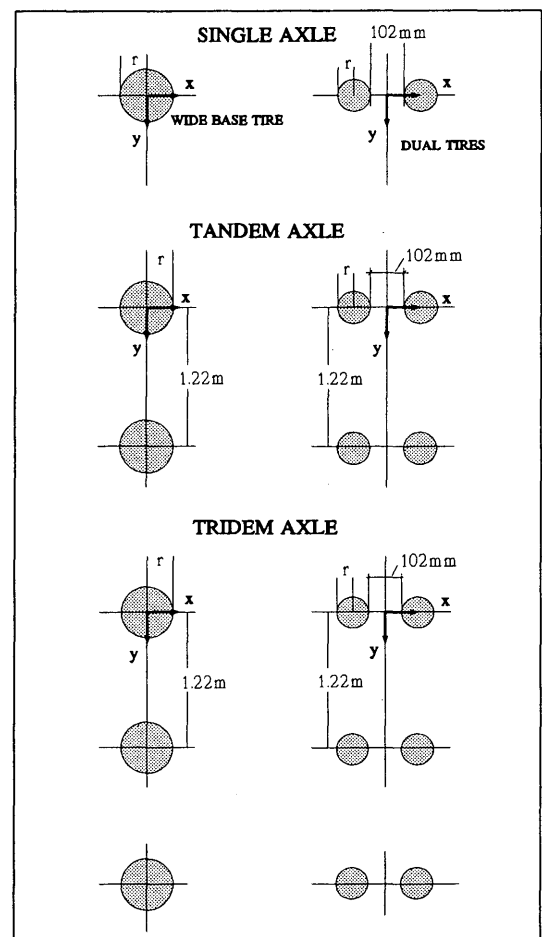 SINGLE AXLE
102mm
r
r
x
x
WIDE BASE TIRE
y
y
DUAL TIRES
TANDEM AXLE
r
102mm
r
x
x
y
y
1.22m
1.22m
TRIDEM AXLE
r
102mm
r
x
x
y
y
1.22m
1.22m